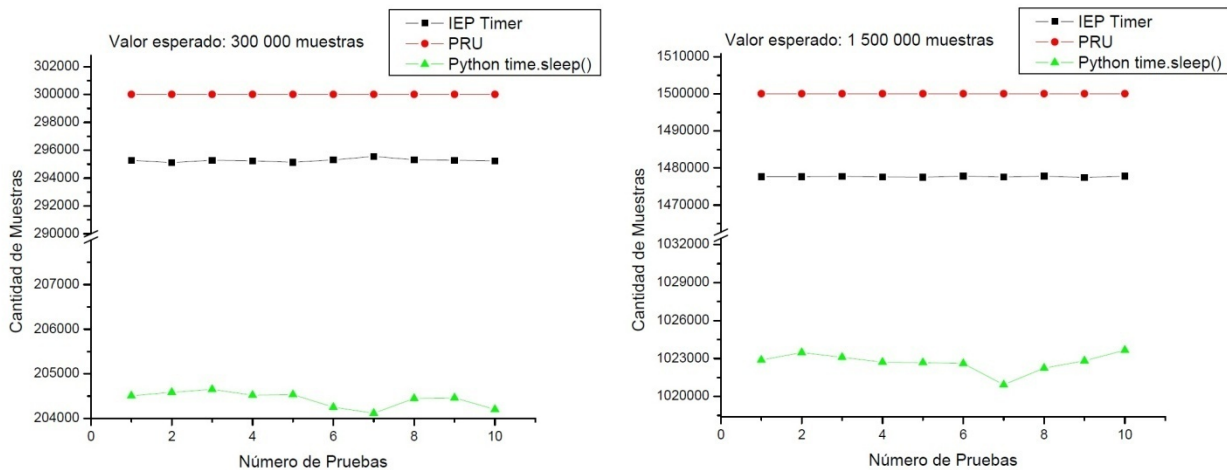 IEP Timer
PRU
Python time.sleep()
Valor esperado: 300 000 muestras
302000
300000
298000
296000
294000
292000
290000
207000
206000
205000
204000
0
2
4
6
8
10
Cantidad de Muestras
Número de Pruebas
IEP Timer
PRU
Python time.sleep()
Valor esperado: 1 500 000 muestras
1510000
1500000
1490000
1480000
1470000
1032000
1029000
1026000
1023000
1020000
0
2
4
6
8
10
Cantidad de Muestras
Número de Pruebas